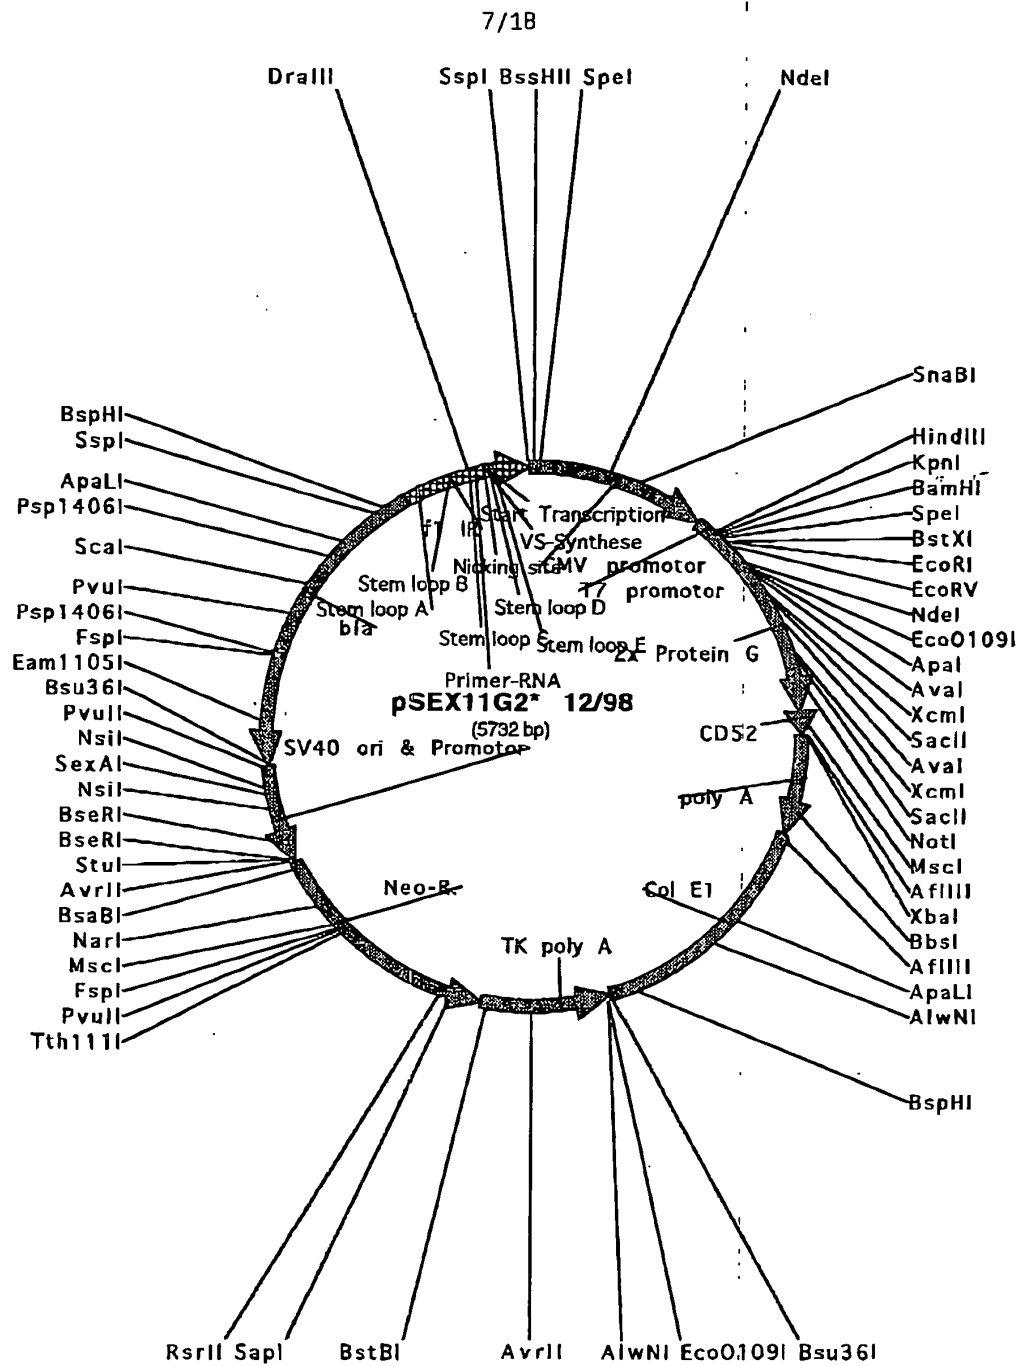 7/18
DraIII SspI BssHII SpeI NdeI
SnaBI
BspHI
SspI
ApaLI
Psp1406I
ScaI
PvuI
Psp1406I
FspI
Eam1105I
Bsu36I
PvuII
NsiI
SexAI
NsiI
BseRI
BseRI
StuI
AvrII
BsaBI
NarI
MscI
FspI
PvuII
Tth111I
HindIII
KpnI
BamHI
SpeI
BstXI
EcoRI
EcoRV
NdeI
EcoO109I
ApaI
AvaI
XcmI
SacII
AvaI
XcmI
SacII
NotI
MscI
AflIII
XbaI
BbsI
AflIII
ApaLI
AlwNI
BspHI
f1 IR
Start Transcription
VS-Synthese
Nicking site
CMV promotor
T7 promotor
Stem loop B
Stem loop A
bla
Stem loop D
Stem loop C
Stem loop E
2x Protein G
Primer-RNA
pSEX11G2* 12/98
(5732 bp)
CD52
SV40 ori & Promotor
poly A
Neo-R
Col E1
TK poly A
RsrII SapI BstBI AvrII AlwNI EcoO109I Bsu36I